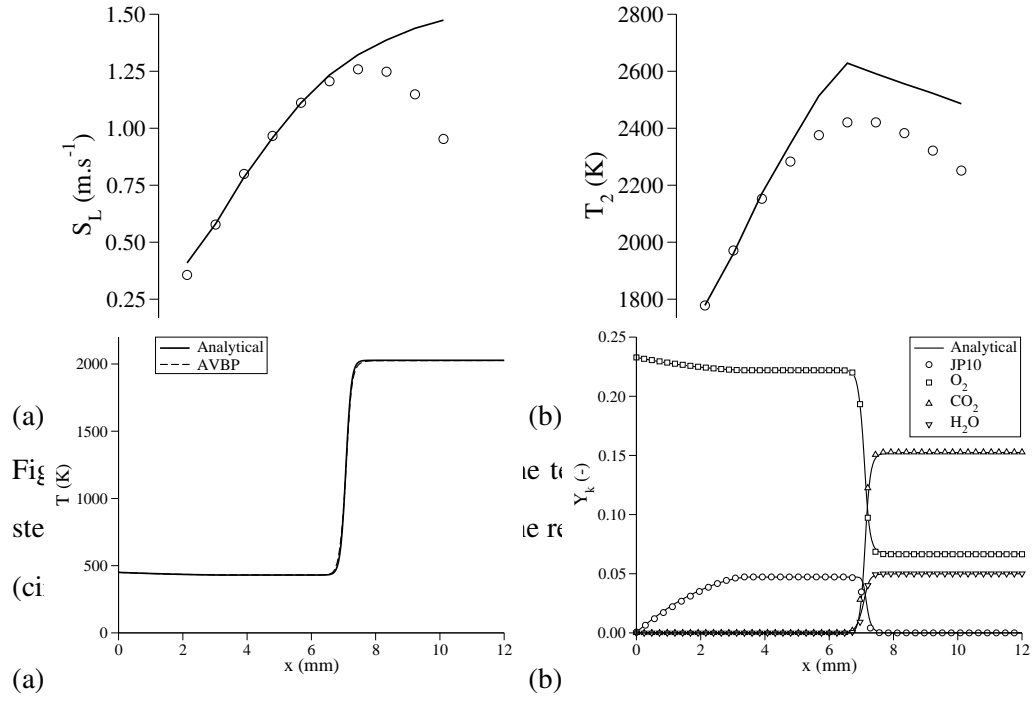 1.50
1.25
1.00
0.75
0.50
0.25
S_L (m.s^-1)
2800
2600
2400
2200
2000
1800
T_2 (K)
Analytical
AVBP
2000
1500
1000
500
0
T (K)
0 2 4 6 8 10 12
x (mm)
Analytical
JP10
O_2
CO_2
H_2O
0.25
0.20
0.15
0.10
0.05
0.00
Y_k (-)
0 2 4 6 8 10 12
x (mm)
(a)
(b)
(a)
(b)